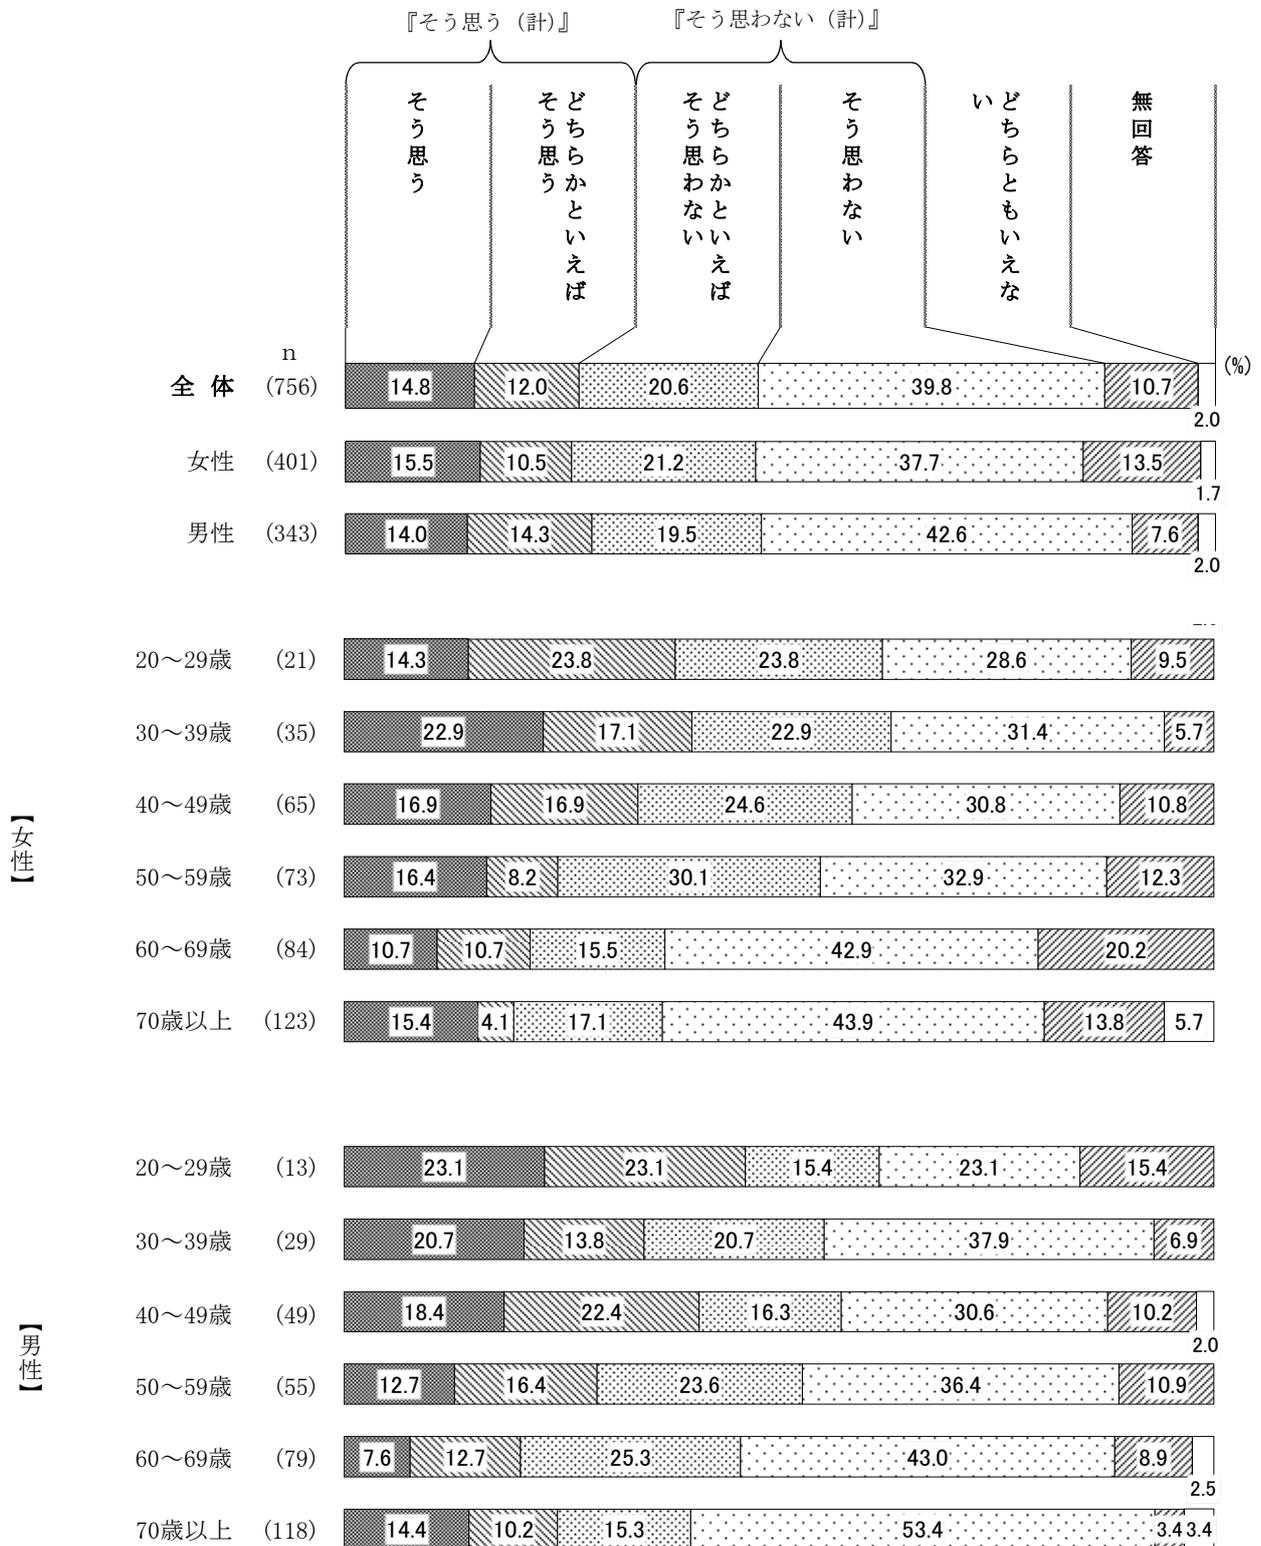 『そう思う（計）』
『そう思わない（計）』
そう思う
どちらかといえば
そう思う
どちらかといえば
そう思わない
そう思わない
どちらともいえな
い
無回答
n
(%)
全 体 (756) 14.8 12.0 20.6 39.8 10.7 2.0
女性 (401) 15.5 10.5 21.2 37.7 13.5 1.7
男性 (343) 14.0 14.3 19.5 42.6 7.6 2.0
【女性】
20～29歳 (21) 14.3 23.8 23.8 28.6 9.5
30～39歳 (35) 22.9 17.1 22.9 31.4 5.7
40～49歳 (65) 16.9 16.9 24.6 30.8 10.8
50～59歳 (73) 16.4 8.2 30.1 32.9 12.3
60～69歳 (84) 10.7 10.7 15.5 42.9 20.2
70歳以上 (123) 15.4 4.1 17.1 43.9 13.8 5.7
【男性】
20～29歳 (13) 23.1 23.1 15.4 23.1 15.4
30～39歳 (29) 20.7 13.8 20.7 37.9 6.9
40～49歳 (49) 18.4 22.4 16.3 30.6 10.2 2.0
50～59歳 (55) 12.7 16.4 23.6 36.4 10.9
60～69歳 (79) 7.6 12.7 25.3 43.0 8.9 2.5
70歳以上 (118) 14.4 10.2 15.3 53.4 3.4 3.4